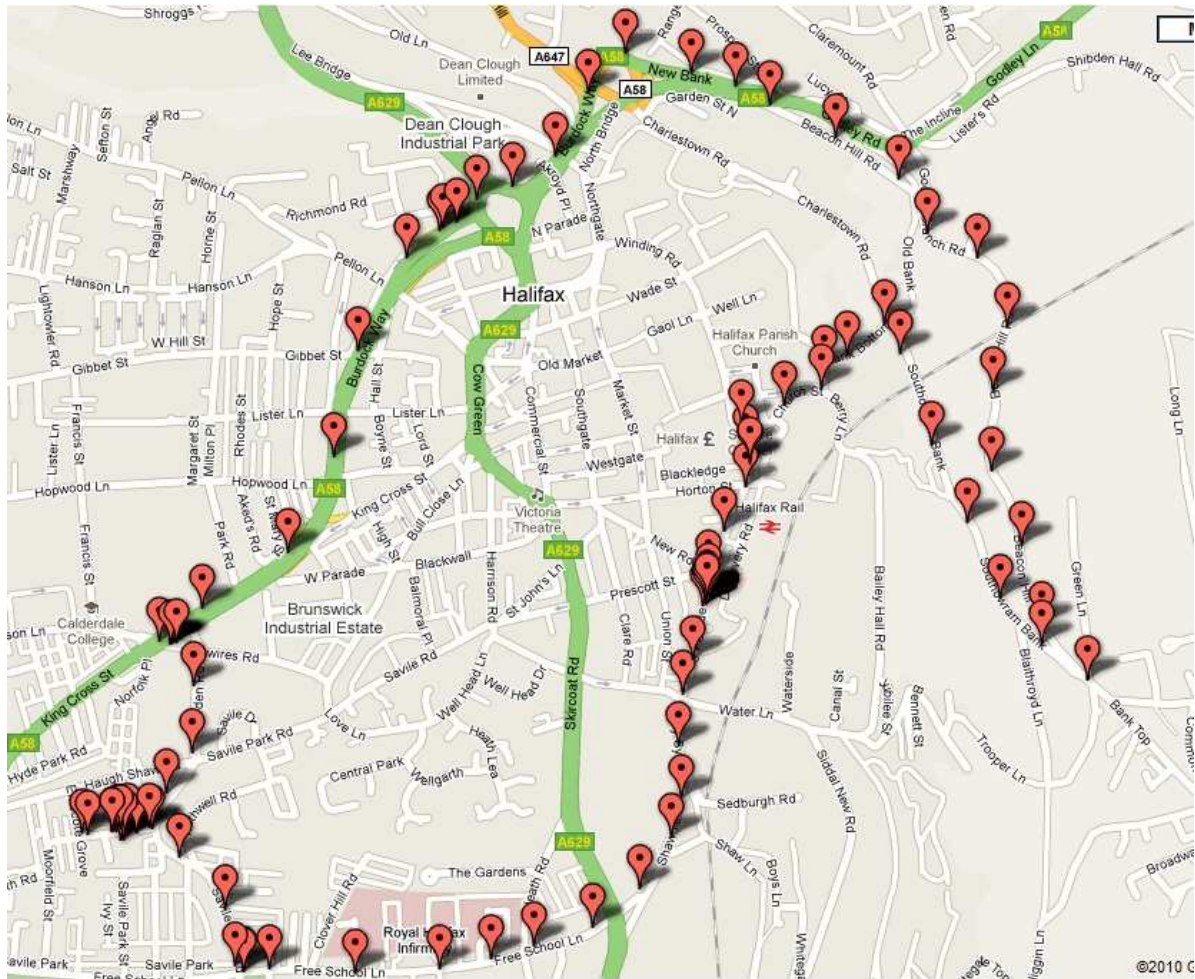 Old Ln
A647
A58
A58
New Bank
Claremount Rd
Godley Ln
Shibden Hall Rd
Lee Bridge
Dean Clough
Limited
A58
Garden St N
A58
The Incline
Lister's Rd
Beacon Hill Rd
A629
Dean Clough
Industrial Park
North Bridge
Charlestown Rd
Sefton St
Marshway
Salt St
Pellon Ln
Raglan St
Horne St
Richmond Rd
Akroyd Pl
Northgate
N Parade
A58
Winding Rd
Charlestown Rd
Old Bank
Hanson Ln
Hanson Ln
Hope St
Pellon Ln
Halifax
Wade St
Well Ln
Gaol Ln
Lightowler Rd
W Hill St
Gibbet St
Gibbet St
Burdock Way
Hall St
A629
Old Market
Halifax Parish
Church
Cow Green
Long Ln
Francis St
Lister Ln
Lister Ln
Lister Ln
Margaret St
Milton Pl
Rhodes St
Boyne St
Lord St
Commercial St
Southgate
Market St
Church St
Berry Ln
Halifax £
Westgate
Blackledge
Horton St
Hopwood Ln
Hopwood Ln
A58
King Cross St
Bull Close Ln
Victoria
Theatre
Halifax Rail
Aked's Rd
Park Rd
High St
Blackwall
A629
New Rd
Francis St
W Parade
Harrison Rd
St John's Ln
Prescott St
Green Ln
Calderdale
College
Brunswick
Industrial Estate
Balmoral Pl
Clare Rd
Union St
Bailey Hall Rd
Norfolk Pl
King Cross St
Savile Rd
Well Head Ln
Well Head Dr
Skircoat Rd
Waterside
Canal St
Bennett St
Blaithroyd Ln
Bank Top
A58
Hyde Park Rd
Savile Park Rd
Love Ln
Heath Lea
Water Ln
Trooper Ln
Central Park
Wellgarth
Siddal New Rd
Sedburgh Rd
Moorfield St
A629
Shaw Ln
Boys Ln
The Gardens
Clover Hill Rd
Ivy St
Savile Park St
Savile Park
Royal Halifax
Infirmary
Free School Ln
Free School Ln
©2010